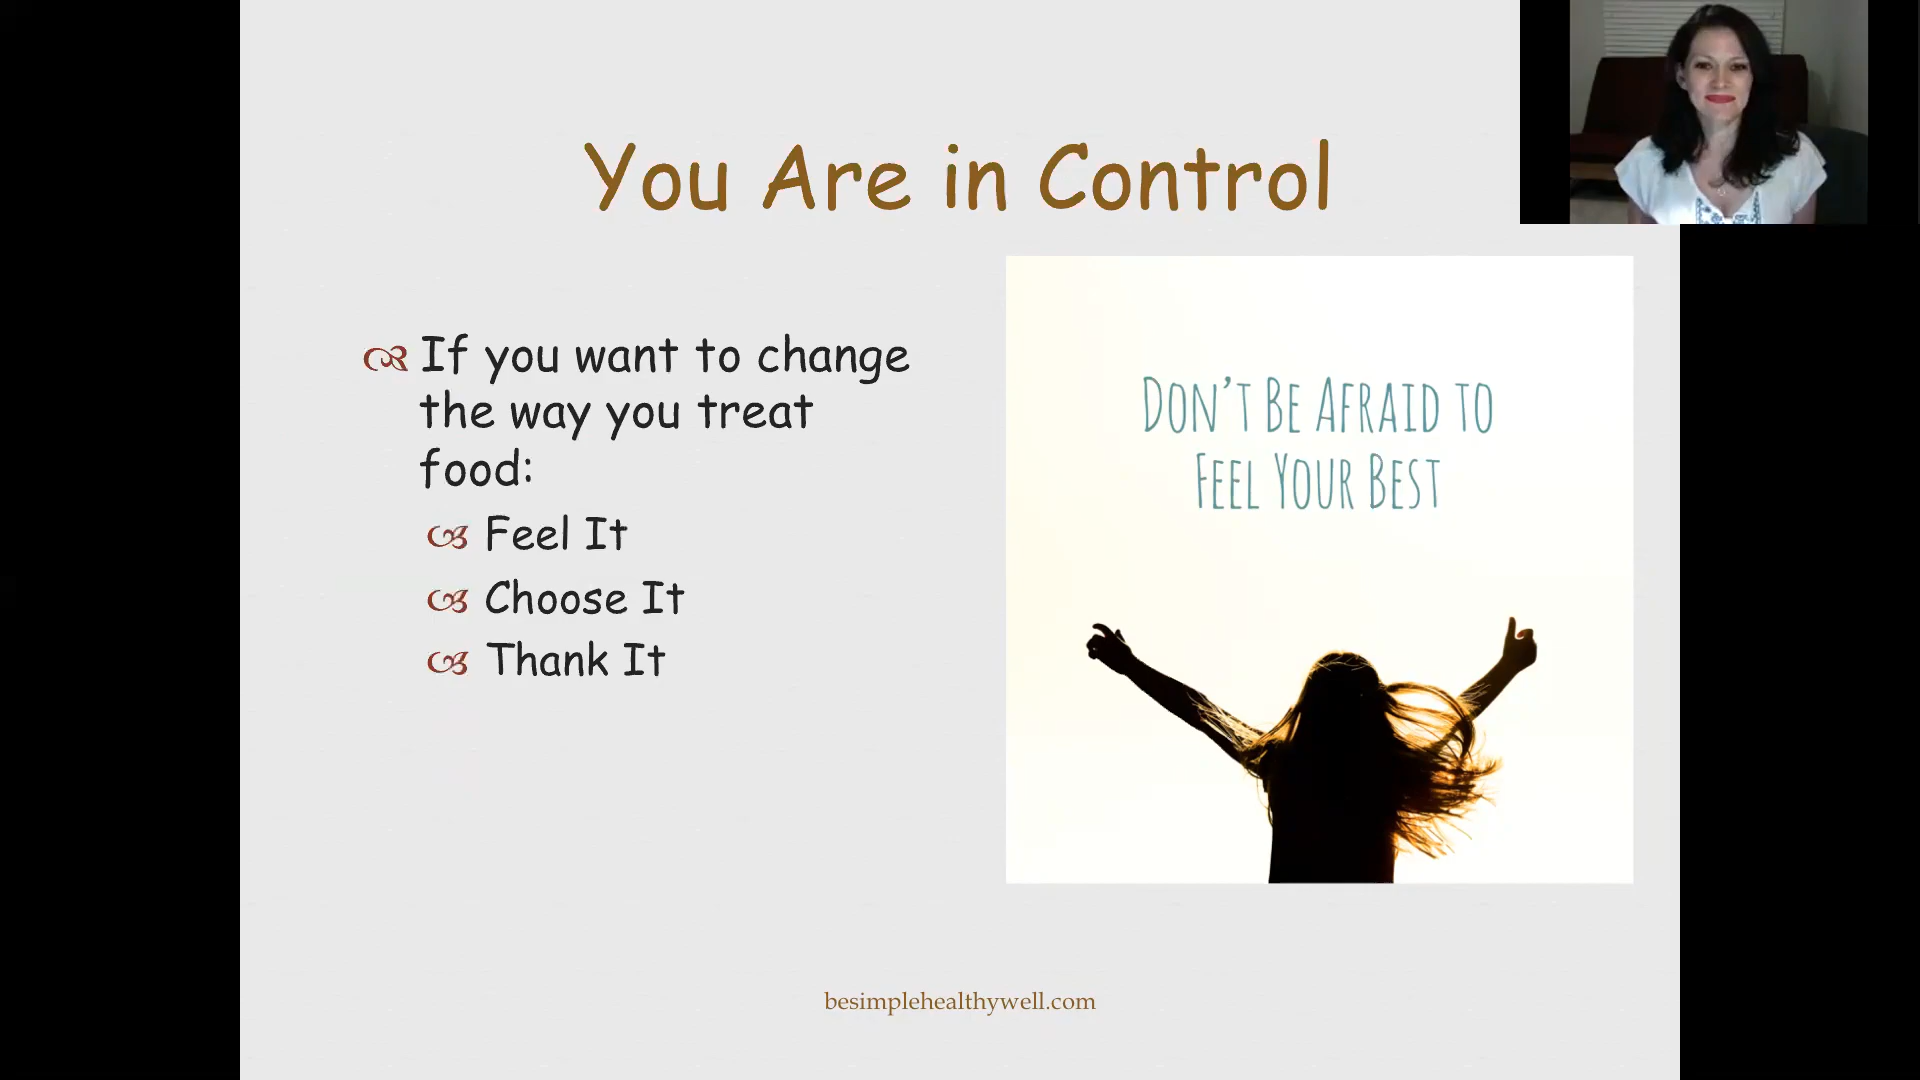 You Are in Control
If you want to change
the way you treat
food:
Feel It
Choose It
Thank It
DON'T BE AFRAID TO
FEEL YOUR BEST
besimplehealthywell.com